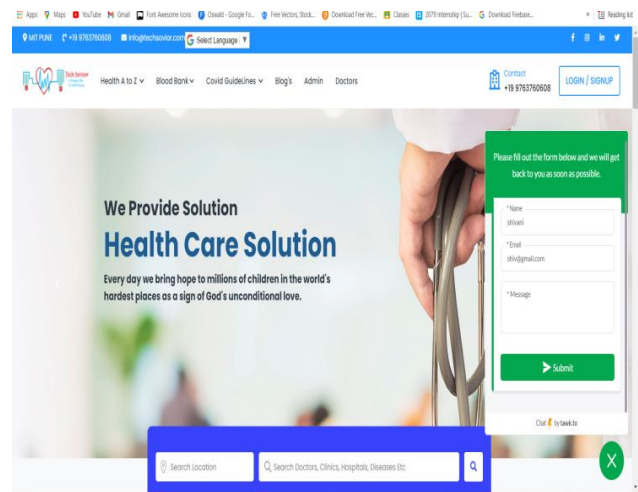 Apps Maps YouTube Gmail Font Awesome Icons Oswald - Google Fo... Free Vectors, Stock... Download Free Vec... Classes 2079 Internship | Su... Download Firebase... » Reading list
MIT PUNE +19 9763760608 info@techsavior.com Select Language ▼
Health A to Z Blood Bank Covid GuideLines Blog's Admin Doctors
Contact
+19 9763760608
LOGIN / SIGNUP
We Provide Solution
Health Care Solution
Every day we bring hope to millions of children in the world's
hardest places as a sign of God's unconditional love.
Please fill out the form below and we will get
back to you as soon as possible.
* Name
shivani
* Email
shiv@gmail.com
* Message
Submit
Chat by tawk.to
Search Location
Search Doctors, Clinics, Hospitals, Diseases Etc